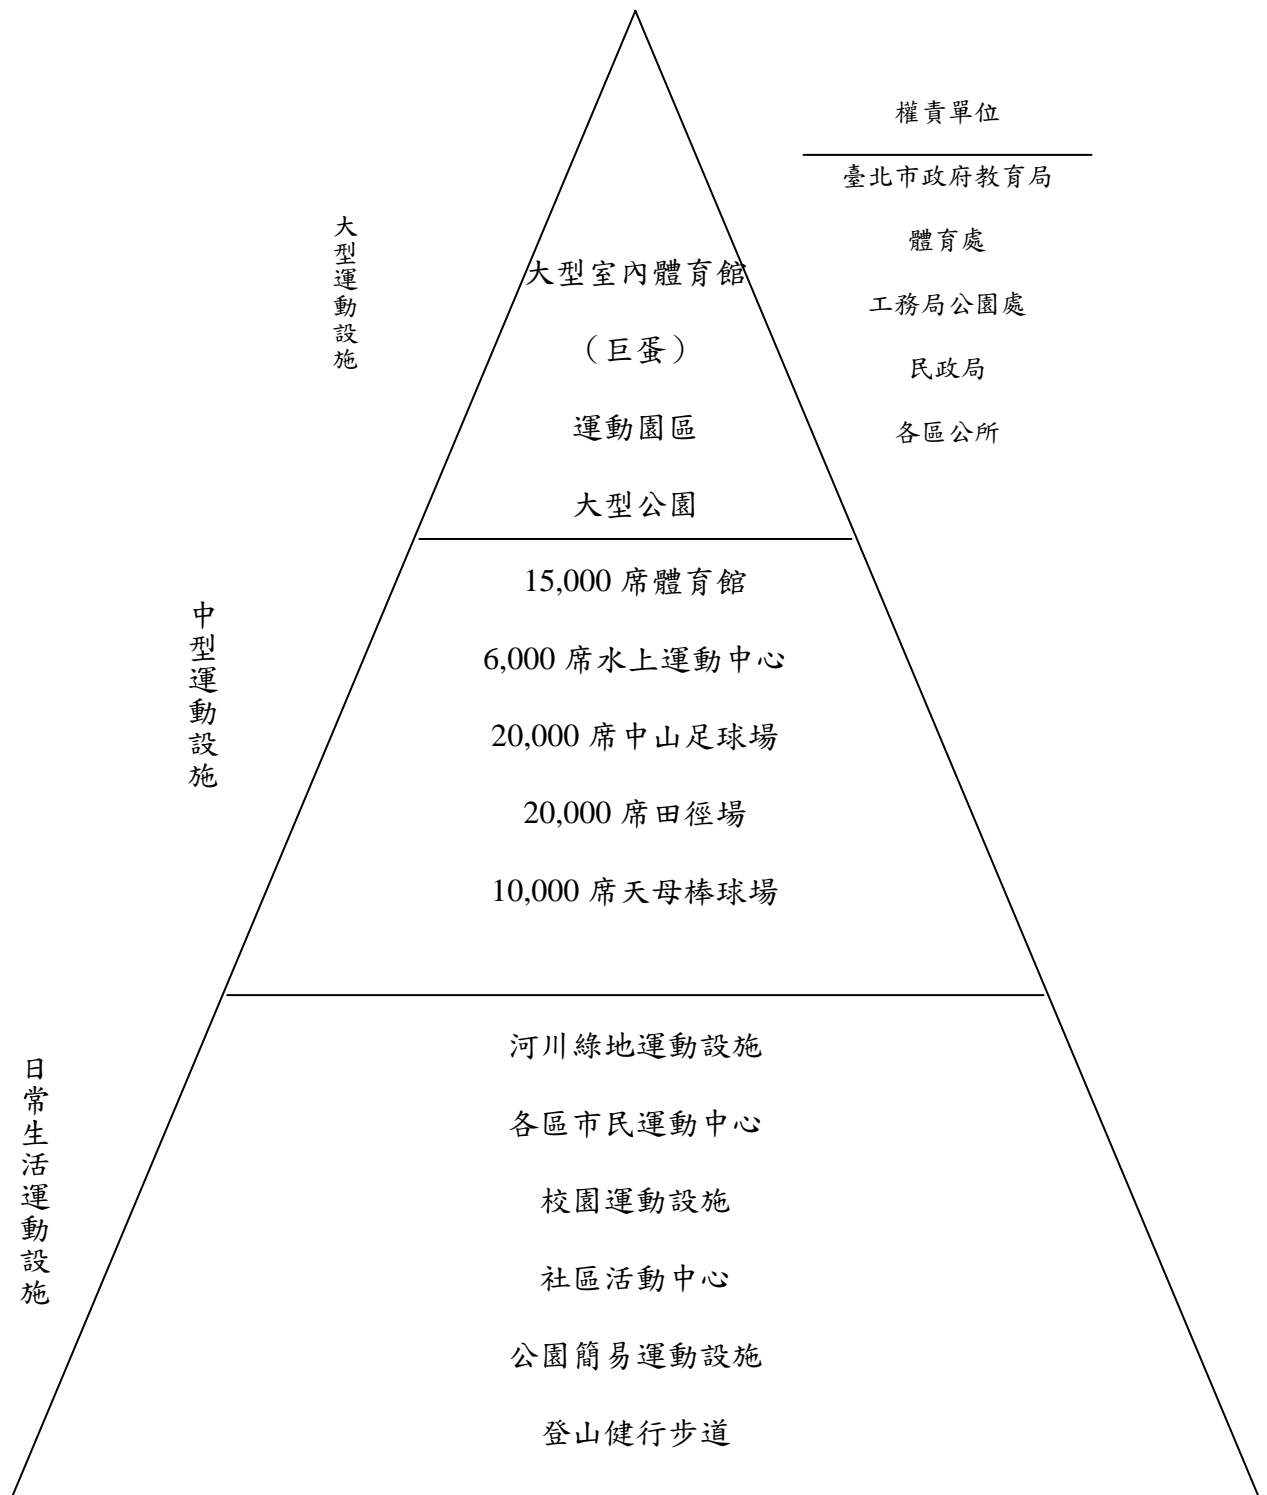 權責單位
臺北市政府教育局
體育處
工務局公園處
民政局
各區公所
大型運動設施
大型室內體育館
（巨蛋）
運動園區
大型公園
中型運動設施
15,000 席體育館
6,000 席水上運動中心
20,000 席中山足球場
20,000 席田徑場
10,000 席天母棒球場
日常生活運動設施
河川綠地運動設施
各區市民運動中心
校園運動設施
社區活動中心
公園簡易運動設施
登山健行步道